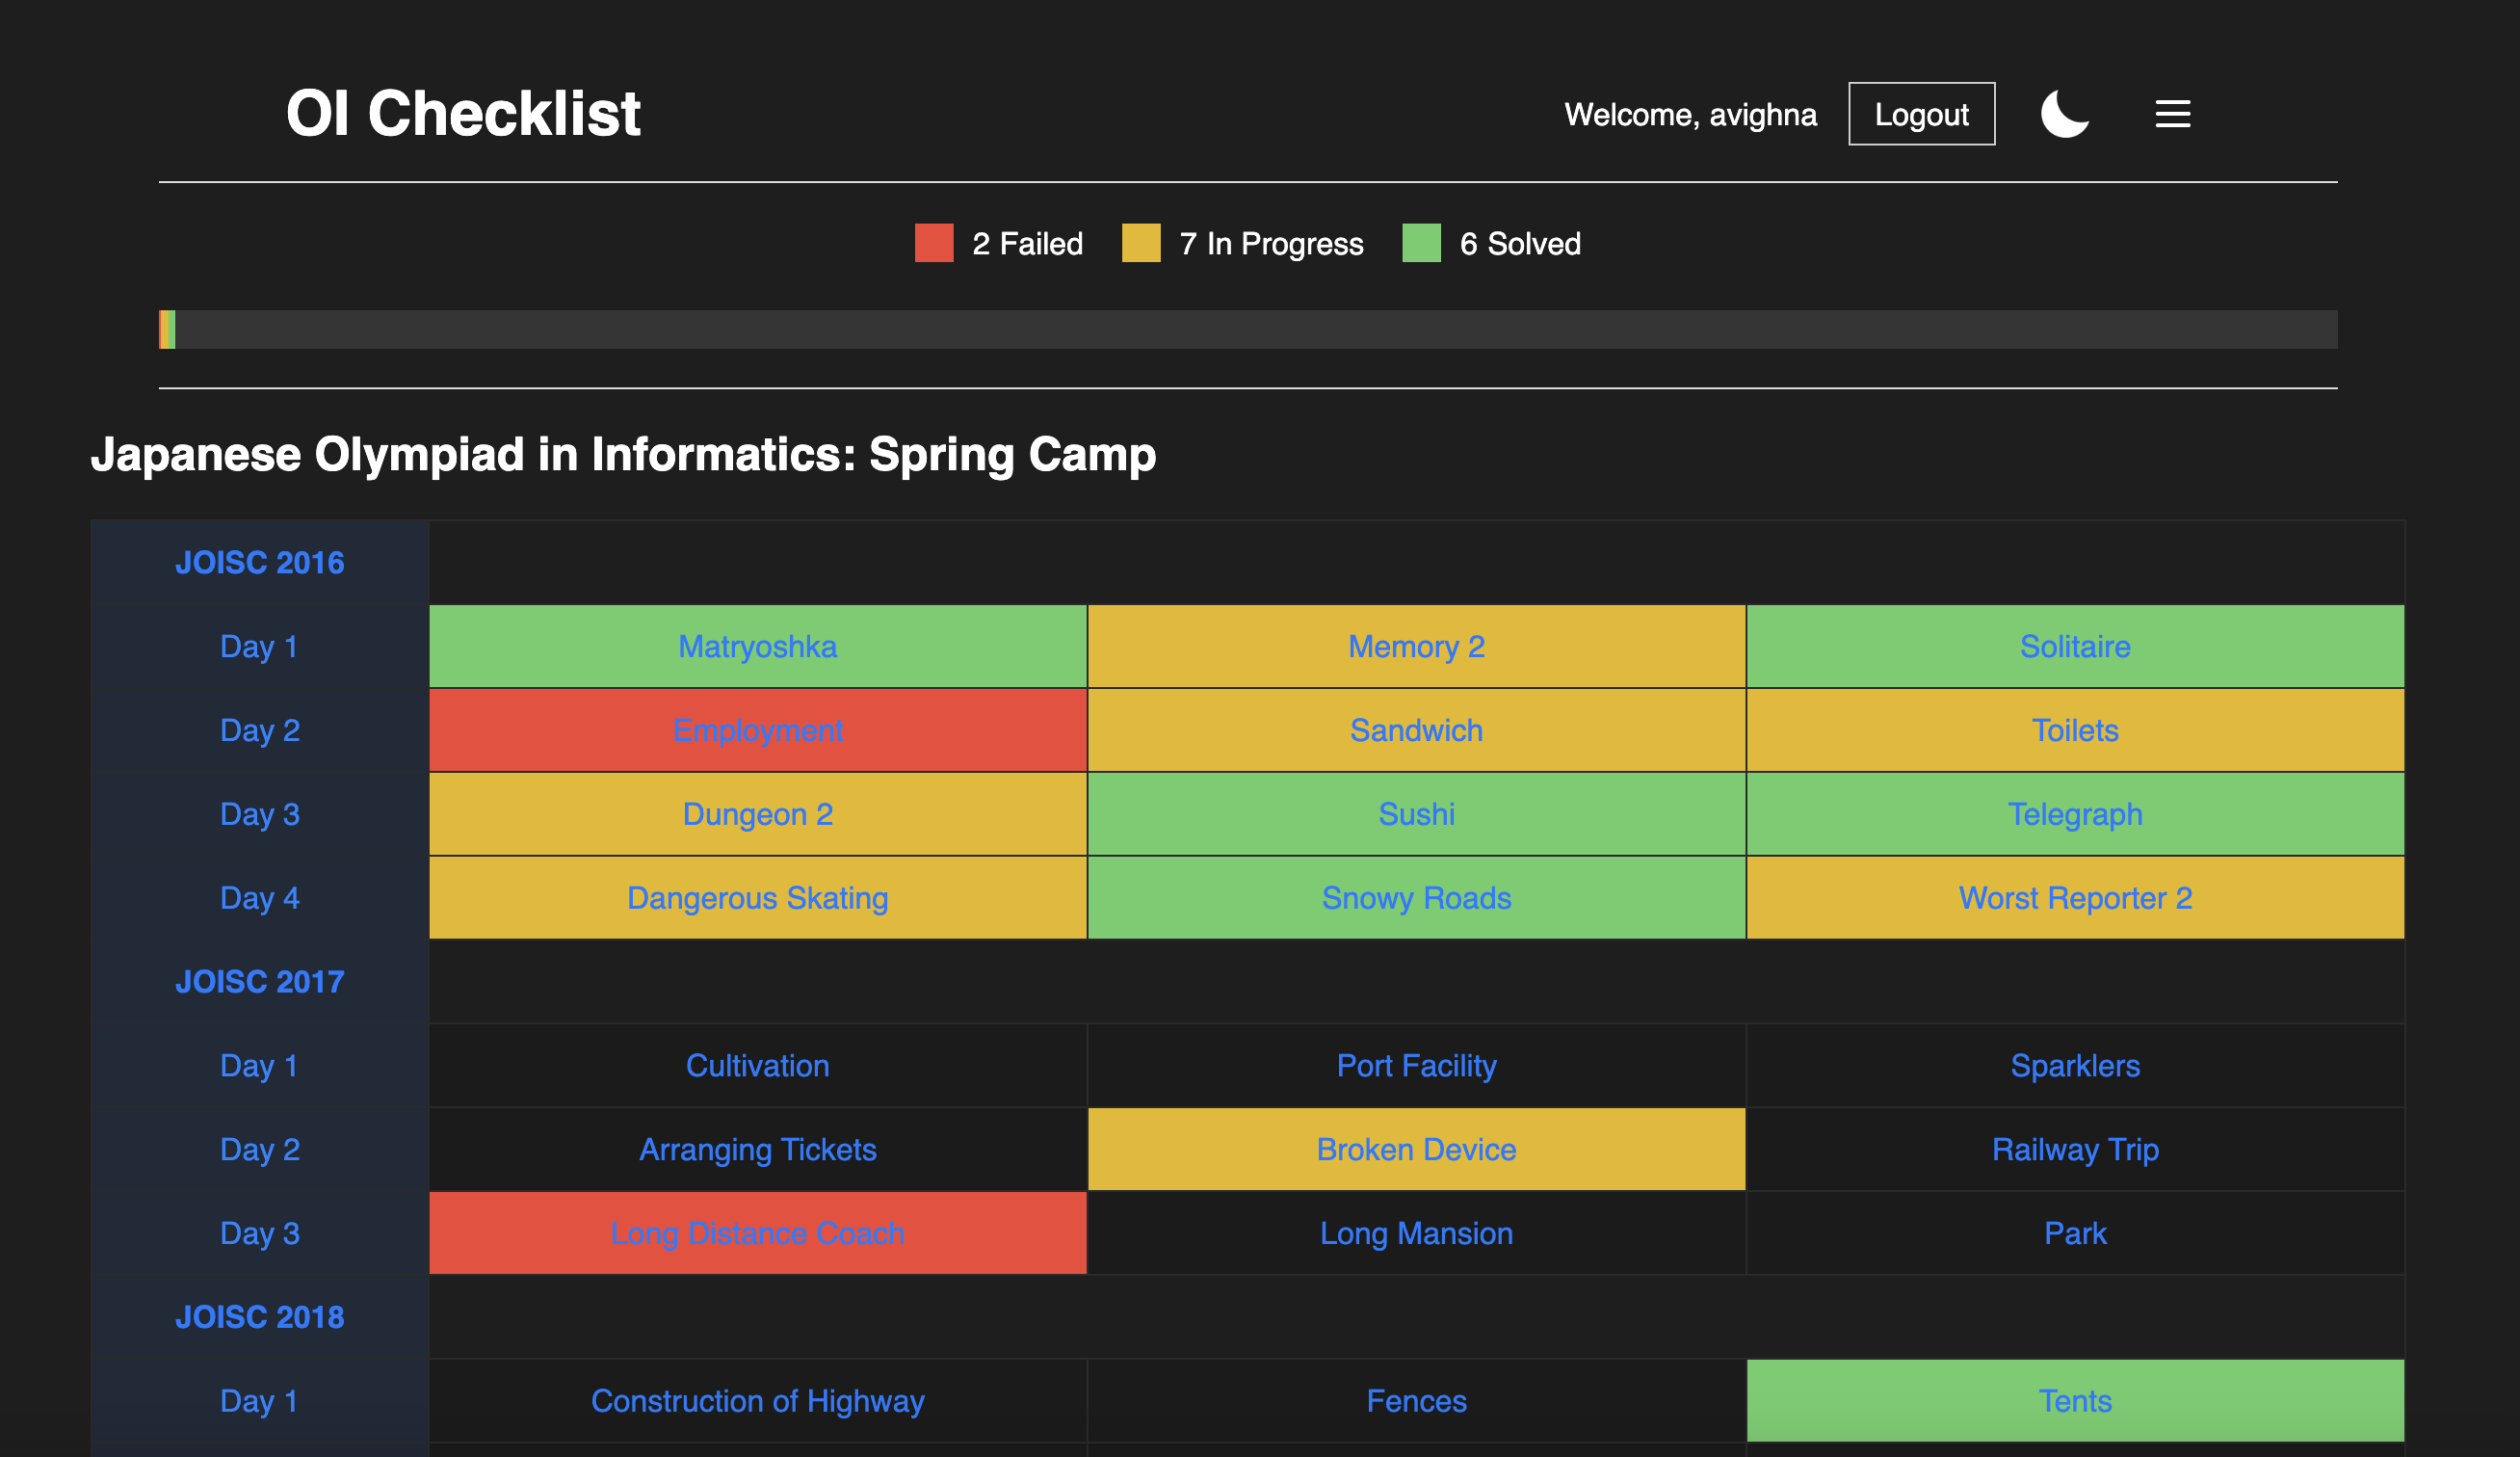 OI Checklist
Welcome, avighna Logout
2 Failed 7 In Progress 6 Solved
Japanese Olympiad in Informatics: Spring Camp
JOISC 2016
Day 1 Matryoshka Memory 2 Solitaire
Day 2 Employment Sandwich Toilets
Day 3 Dungeon 2 Sushi Telegraph
Day 4 Dangerous Skating Snowy Roads Worst Reporter 2
JOISC 2017
Day 1 Cultivation Port Facility Sparklers
Day 2 Arranging Tickets Broken Device Railway Trip
Day 3 Long Distance Coach Long Mansion Park
JOISC 2018
Day 1 Construction of Highway Fences Tents